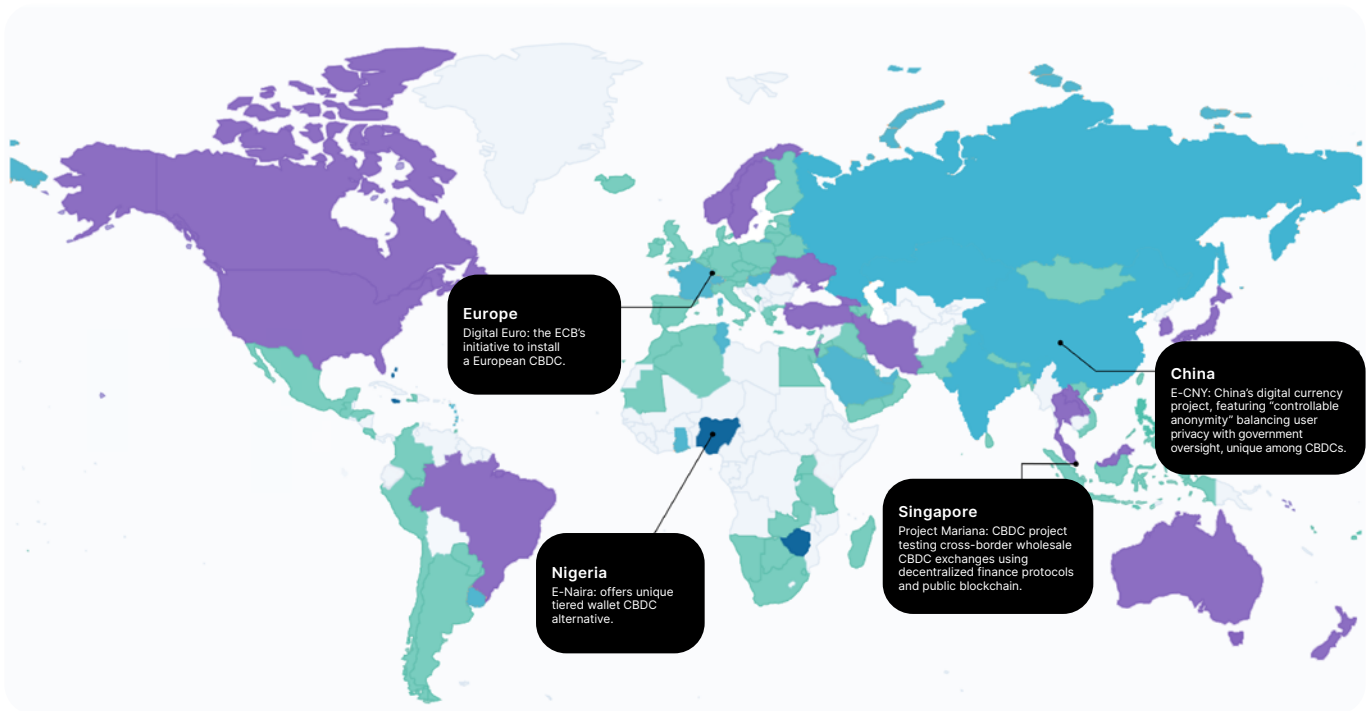 Europe
Digital Euro: the ECB’s
initiative to install
a European CBDC.
China
E-CNY: China’s digital currency
project, featuring “controllable
anonymity” balancing user
privacy with government
oversight, unique among CBDCs.
Singapore
Project Mariana: CBDC project
testing cross-border wholesale
CBDC exchanges using
decentralized finance protocols
and public blockchain.
Nigeria
E-Naira: offers unique
tiered wallet CBDC
alternative.